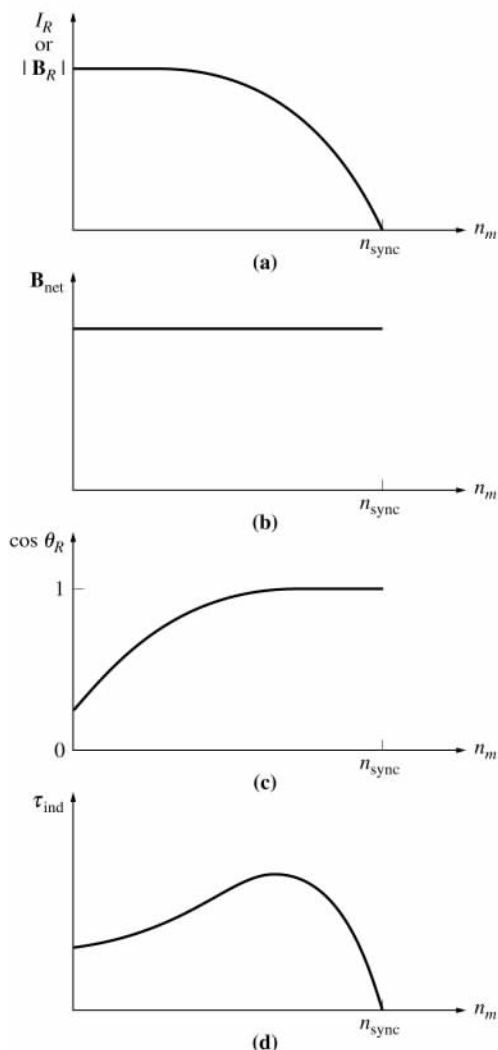 I_R
or
| B_R |
n_m
n_sync
(a)
B_net
n_m
n_sync
(b)
cos θ_R
1
0
n_m
n_sync
(c)
τ_ind
n_m
n_sync
(d)